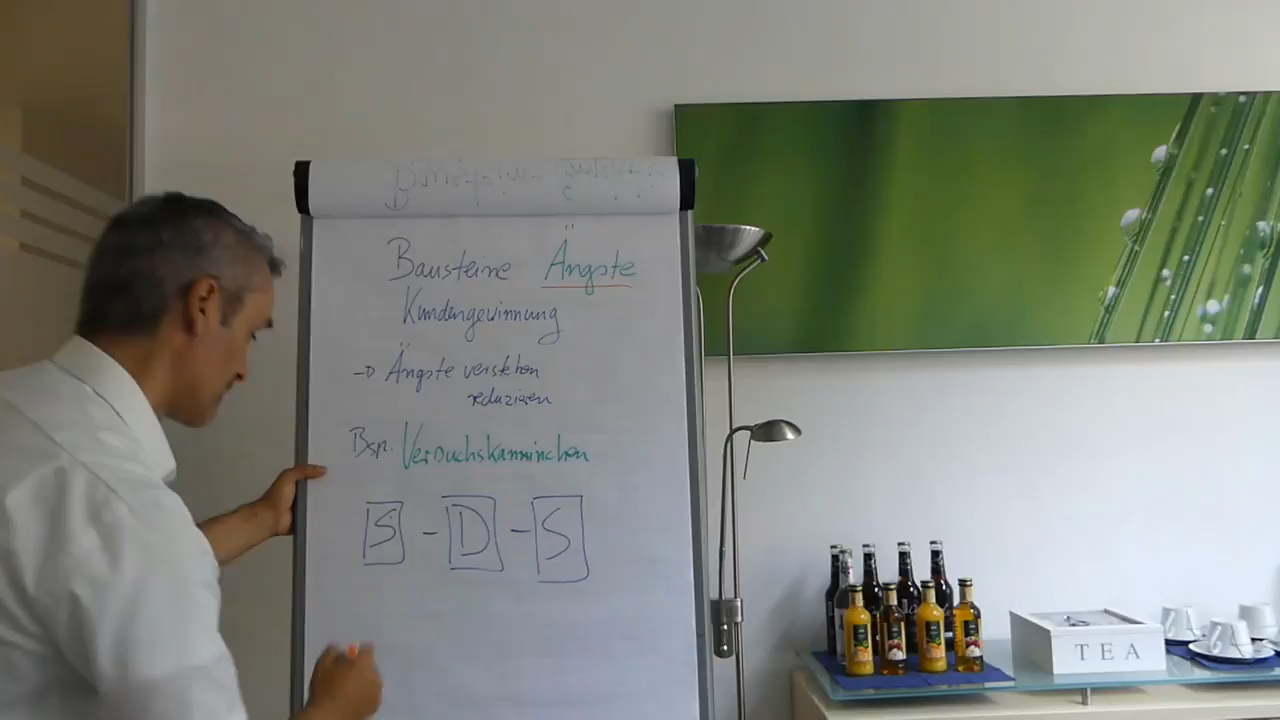 Bausteine Ängste
Kundengewinnung
→ Ängste verstehen
reduzieren
Bsp. Versuchskaninchen
S - D - S
TEA